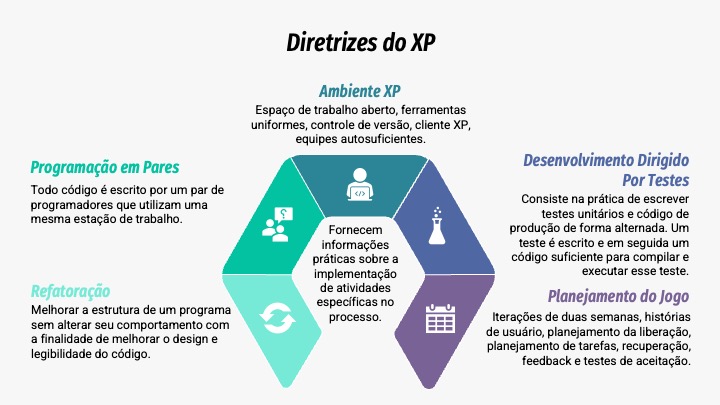 Diretrizes do XP
Ambiente XP
Espaço de trabalho aberto, ferramentas
uniformes, controle de versão, cliente XP,
equipes autosuficientes.
Programação em Pares
Todo código é escrito por um par de
programadores que utilizam uma
mesma estação de trabalho.
Desenvolvimento Dirigido
Por Testes
Consiste na prática de escrever
testes unitários e código de
produção de forma alternada. Um
teste é escrito e em seguida um
código suficiente para compilar e
executar esse teste.
Fornecem
informações
práticas sobre a
implementação
de atividades
específicas no
processo.
Refatoração
Melhorar a estrutura de um programa
sem alterar seu comportamento com
a finalidade de melhorar o design e
legibilidade do código.
Planejamento do Jogo
Iterações de duas semanas, histórias
de usuário, planejamento da liberação,
planejamento de tarefas, recuperação,
feedback e testes de aceitação.